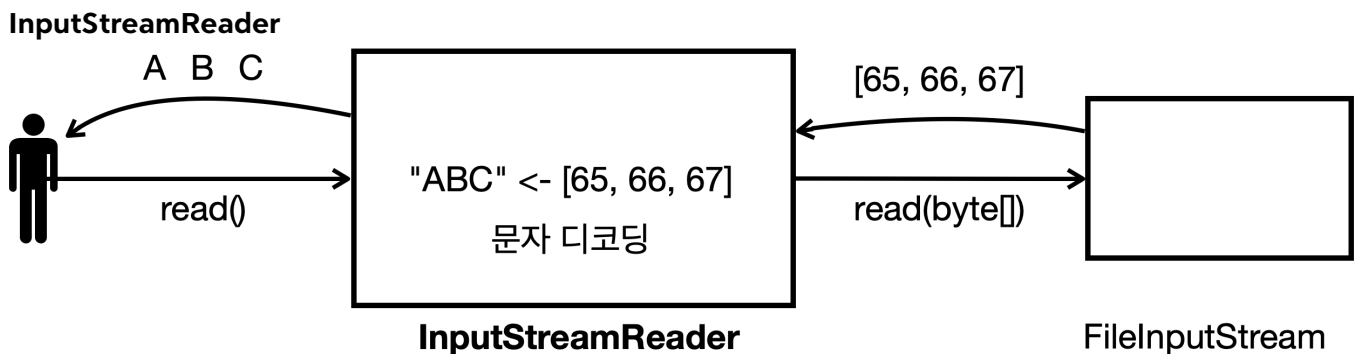 InputStreamReader
A B C
[65, 66, 67]
"ABC" <- [65, 66, 67]
read()
read(byte[])
문자 디코딩
InputStreamReader
FileInputStream